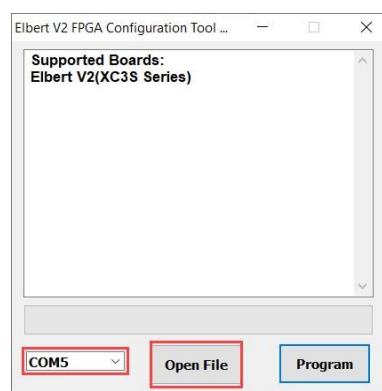 Elbert V2 FPGA Configuration Tool ...
Supported Boards:
Elbert V2(XC3S Series)
COM5
Open File
Program